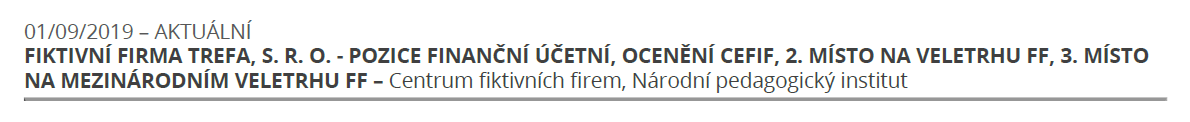 01/09/2019 – AKTUÁLNÍ
FIKTIVNÍ FIRMA TREFA, S. R. O. - POZICE FINANČNÍ ÚČETNÍ, OCENĚNÍ CEFIF, 2. MÍSTO NA VELETRHU FF, 3. MÍSTO
NA MEZINÁRODNÍM VELETRHU FF – Centrum fiktivních firem, Národní pedagogický institut